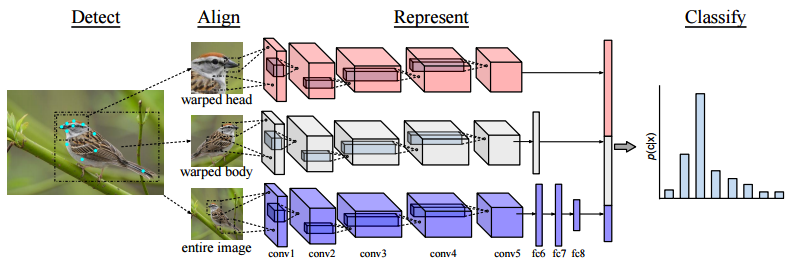 Detect
Align
Represent
Classify
warped head
warped body
entire image
conv1
conv2
conv3
conv4
conv5
fc6
fc7
fc8
p(c|x)